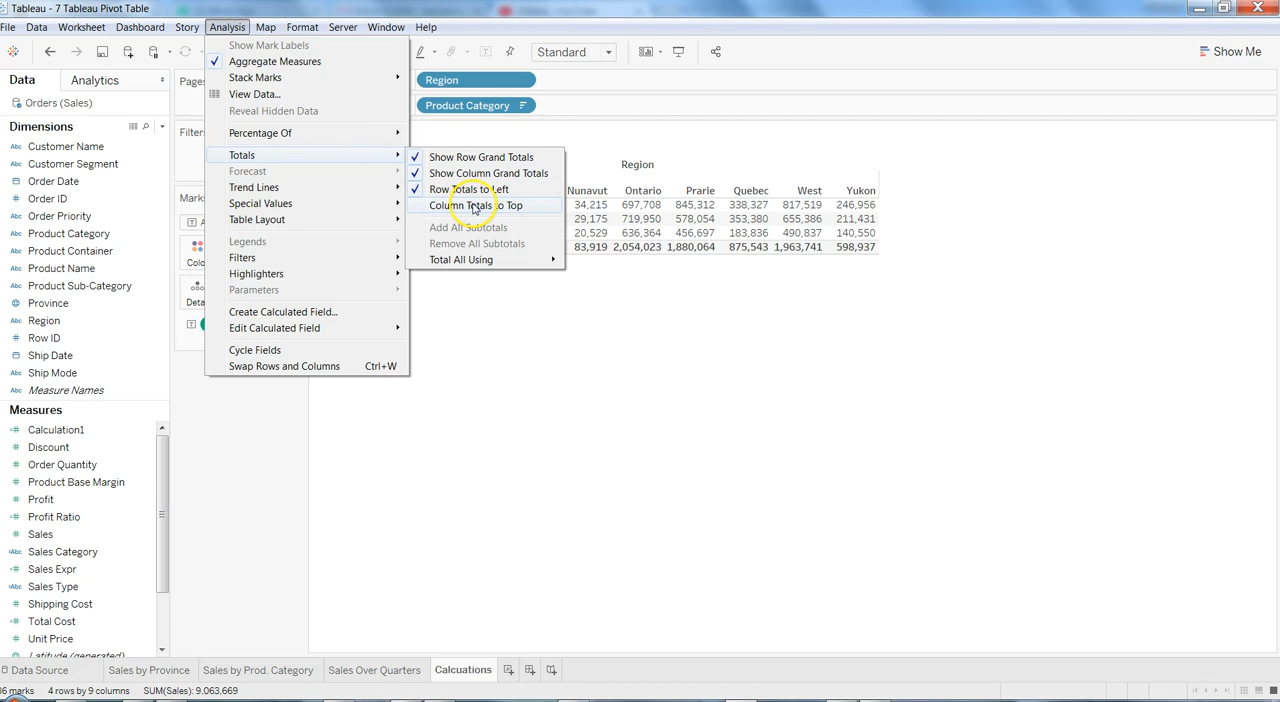 Tableau - 7 Tableau Pivot Table
File Data Worksheet Dashboard Story Analysis Map Format Server Window Help
Standard Show Me
Data Analytics
Orders (Sales)
Dimensions
Customer Name
Customer Segment
Order Date
Order ID
Order Priority
Product Category
Product Container
Product Name
Product Sub-Category
Province
Region
Row ID
Ship Date
Ship Mode
Measure Names
Measures
Calculation1
Discount
Order Quantity
Product Base Margin
Profit
Profit Ratio
Sales
Sales Category
Sales Expr
Sales Type
Shipping Cost
Total Cost
Unit Price
Latitude (generated)
Pages
Filters
Marks
Colo
Deta
Show Mark Labels
Aggregate Measures
Stack Marks
View Data...
Reveal Hidden Data
Percentage Of
Totals
Forecast
Trend Lines
Special Values
Table Layout
Legends
Filters
Highlighters
Parameters
Create Calculated Field...
Edit Calculated Field
Cycle Fields
Swap Rows and Columns Ctrl+W
Show Row Grand Totals
Show Column Grand Totals
Row Totals to Left
Column Totals to Top
Add All Subtotals
Remove All Subtotals
Total All Using
Region
Product Category
Region
Nunavut Ontario Prarie Quebec West Yukon
34,215 697,708 845,312 338,327 817,519 246,956
29,175 719,950 578,054 353,380 655,386 211,431
20,529 636,364 456,697 183,836 490,837 140,550
83,919 2,054,023 1,880,064 875,543 1,963,741 598,937
Data Source Sales by Province Sales by Prod. Category Sales Over Quarters Calcuations
36 marks 4 rows by 9 columns SUM(Sales): 9,063,669